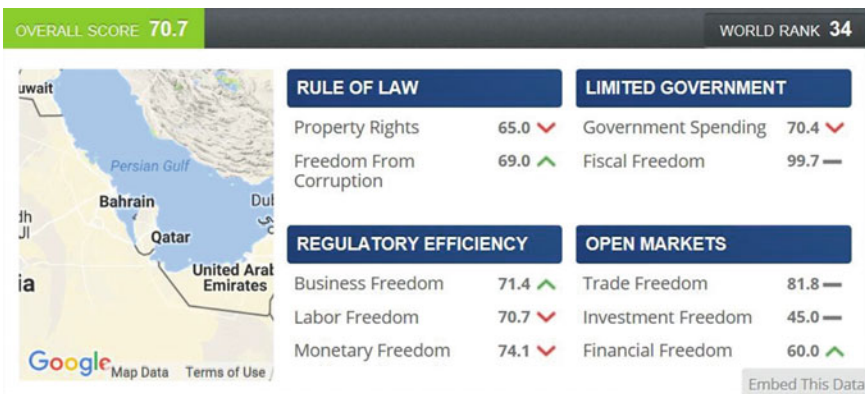 OVERALL SCORE 70.7
WORLD RANK 34
uwait
Persian Gulf
Bahrain
Dul
dh
Qatar
United Arab
Emirates
ia
Google
Map Data Terms of Use
RULE OF LAW
Property Rights 65.0
Freedom From
Corruption 69.0
LIMITED GOVERNMENT
Government Spending 70.4
Fiscal Freedom 99.7
REGULATORY EFFICIENCY
Business Freedom 71.4
Labor Freedom 70.7
Monetary Freedom 74.1
OPEN MARKETS
Trade Freedom 81.8
Investment Freedom 45.0
Financial Freedom 60.0
Embed This Data